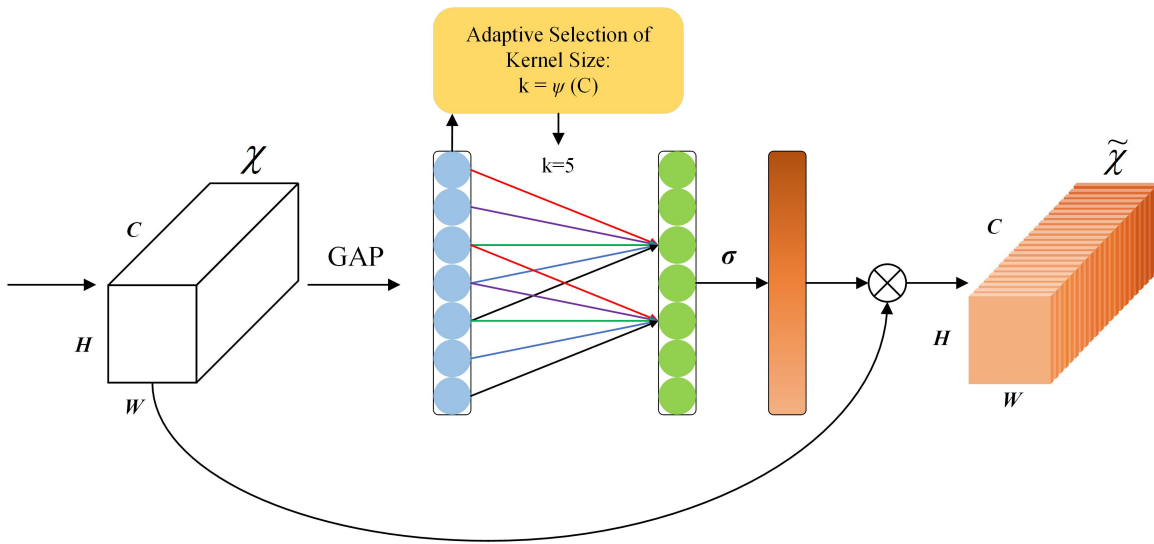 Adaptive Selection of
Kernel Size:
k = ψ (C)
k=5
χ
C
H
W
GAP
σ
χ̃
C
H
W